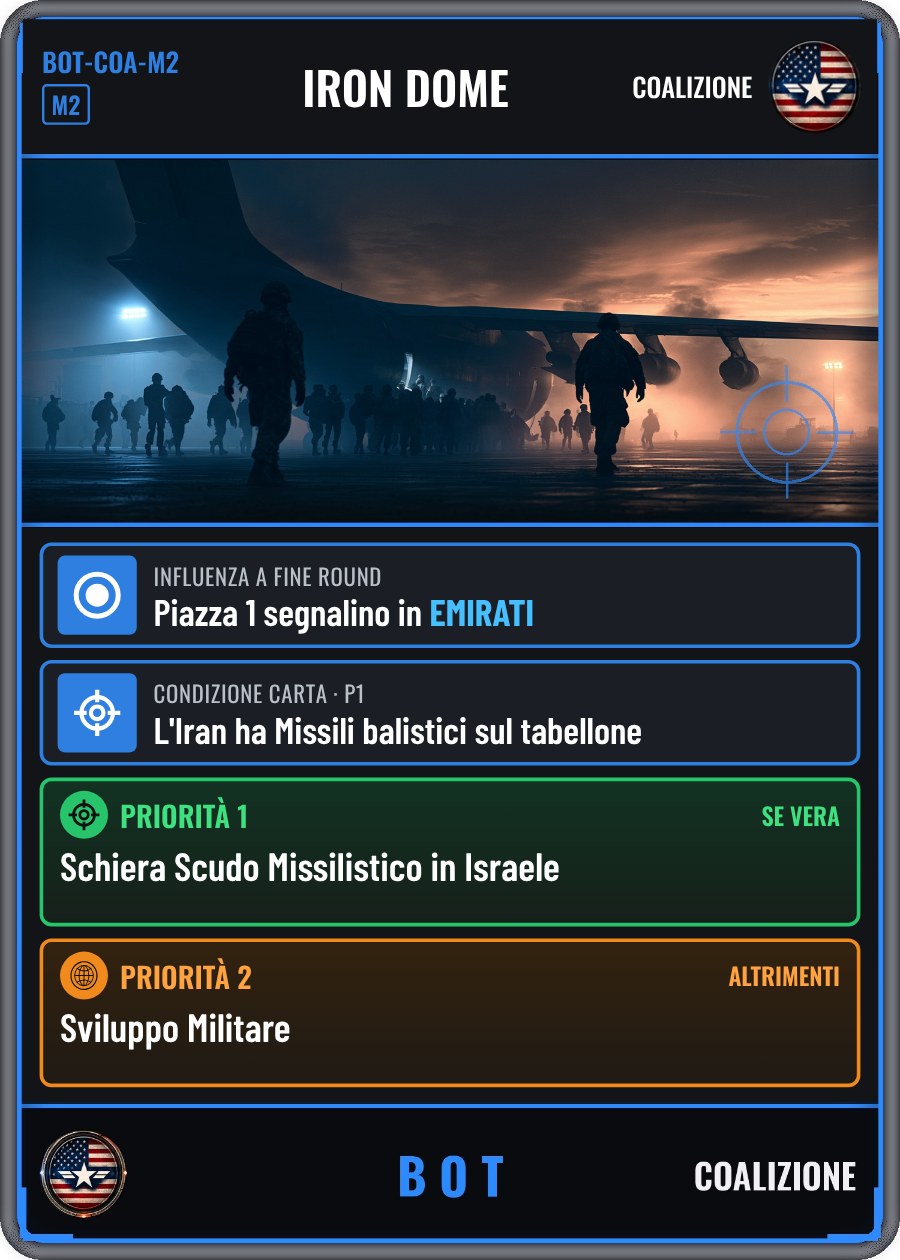 BOT-COA-M2
M2
IRON DOME
COALIZIONE
INFLUENZA A FINE ROUND
Piazza 1 segnalino in EMIRATI
CONDIZIONE CARTA · P1
L'Iran ha Missili balistici sul tabellone
PRIORITÀ 1
SE VERA
Schiera Scudo Missilistico in Israele
PRIORITÀ 2
ALTRIMENTI
Sviluppo Militare
BOT
COALIZIONE